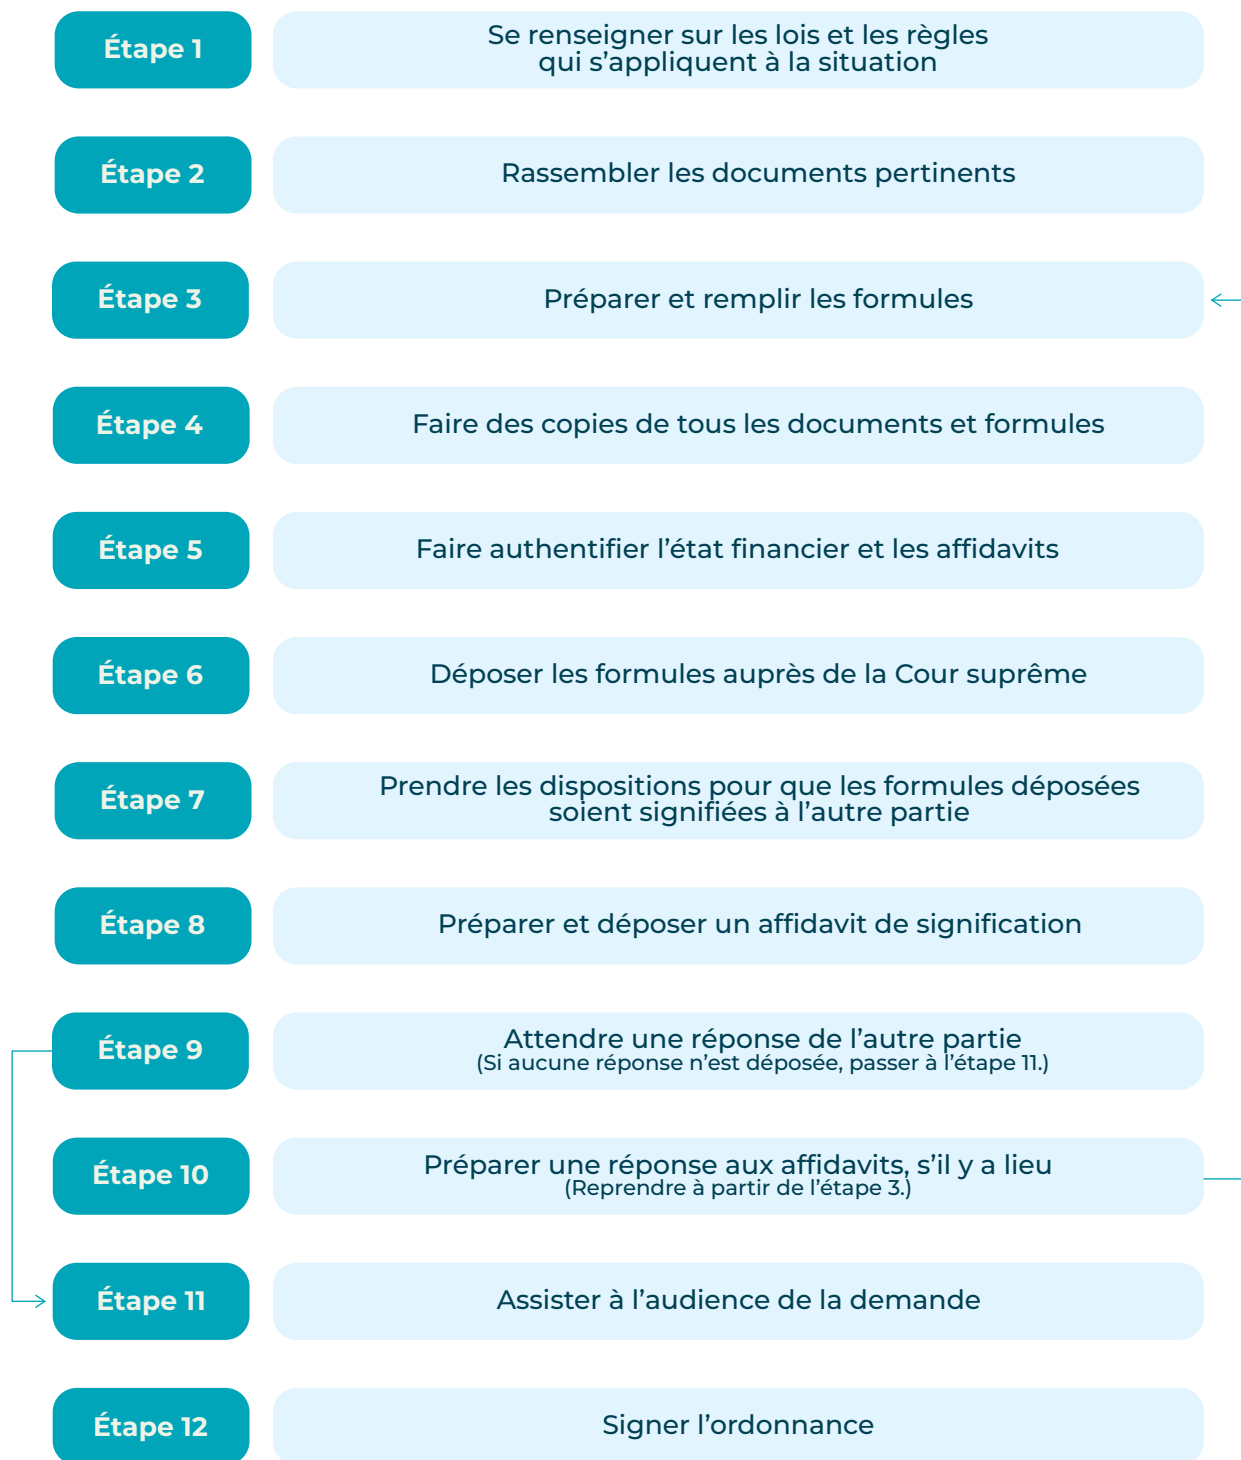 Étape 1
Se renseigner sur les lois et les règles
qui s’appliquent à la situation
Étape 2
Rassembler les documents pertinents
Étape 3
Préparer et remplir les formules
Étape 4
Faire des copies de tous les documents et formules
Étape 5
Faire authentifier l’état financier et les affidavits
Étape 6
Déposer les formules auprès de la Cour suprême
Étape 7
Prendre les dispositions pour que les formules déposées
soient signifiées à l’autre partie
Étape 8
Préparer et déposer un affidavit de signification
Étape 9
Attendre une réponse de l’autre partie
(Si aucune réponse n’est déposée, passer à l’étape 11.)
Étape 10
Préparer une réponse aux affidavits, s’il y a lieu
(Reprendre à partir de l’étape 3.)
Étape 11
Assister à l’audience de la demande
Étape 12
Signer l’ordonnance